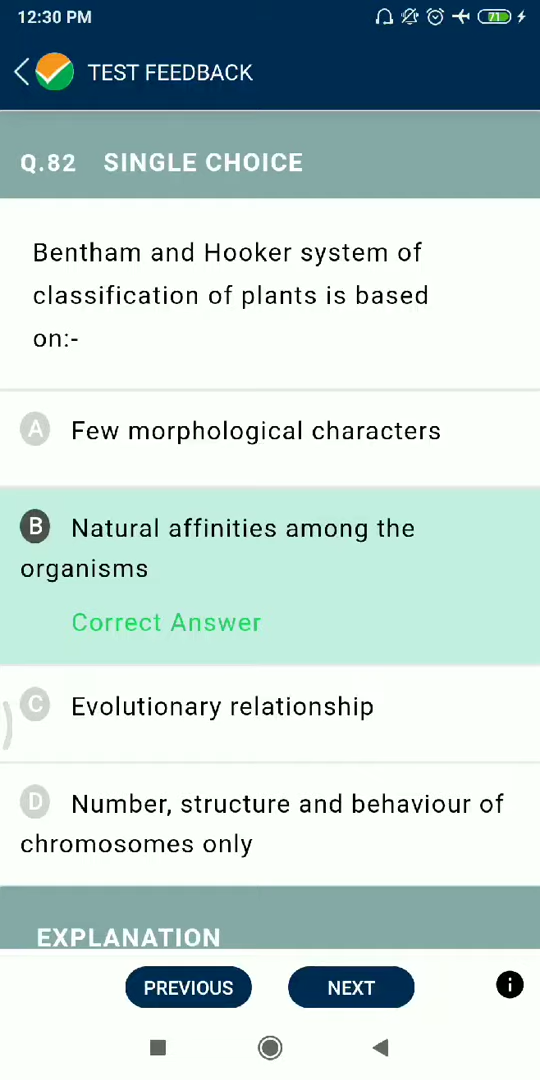 12:30 PM
71
TEST FEEDBACK
Q.82 SINGLE CHOICE
Bentham and Hooker system of
classification of plants is based
on:-
A Few morphological characters
B Natural affinities among the
organisms
Correct Answer
C Evolutionary relationship
D Number, structure and behaviour of
chromosomes only
EXPLANATION
PREVIOUS NEXT
i